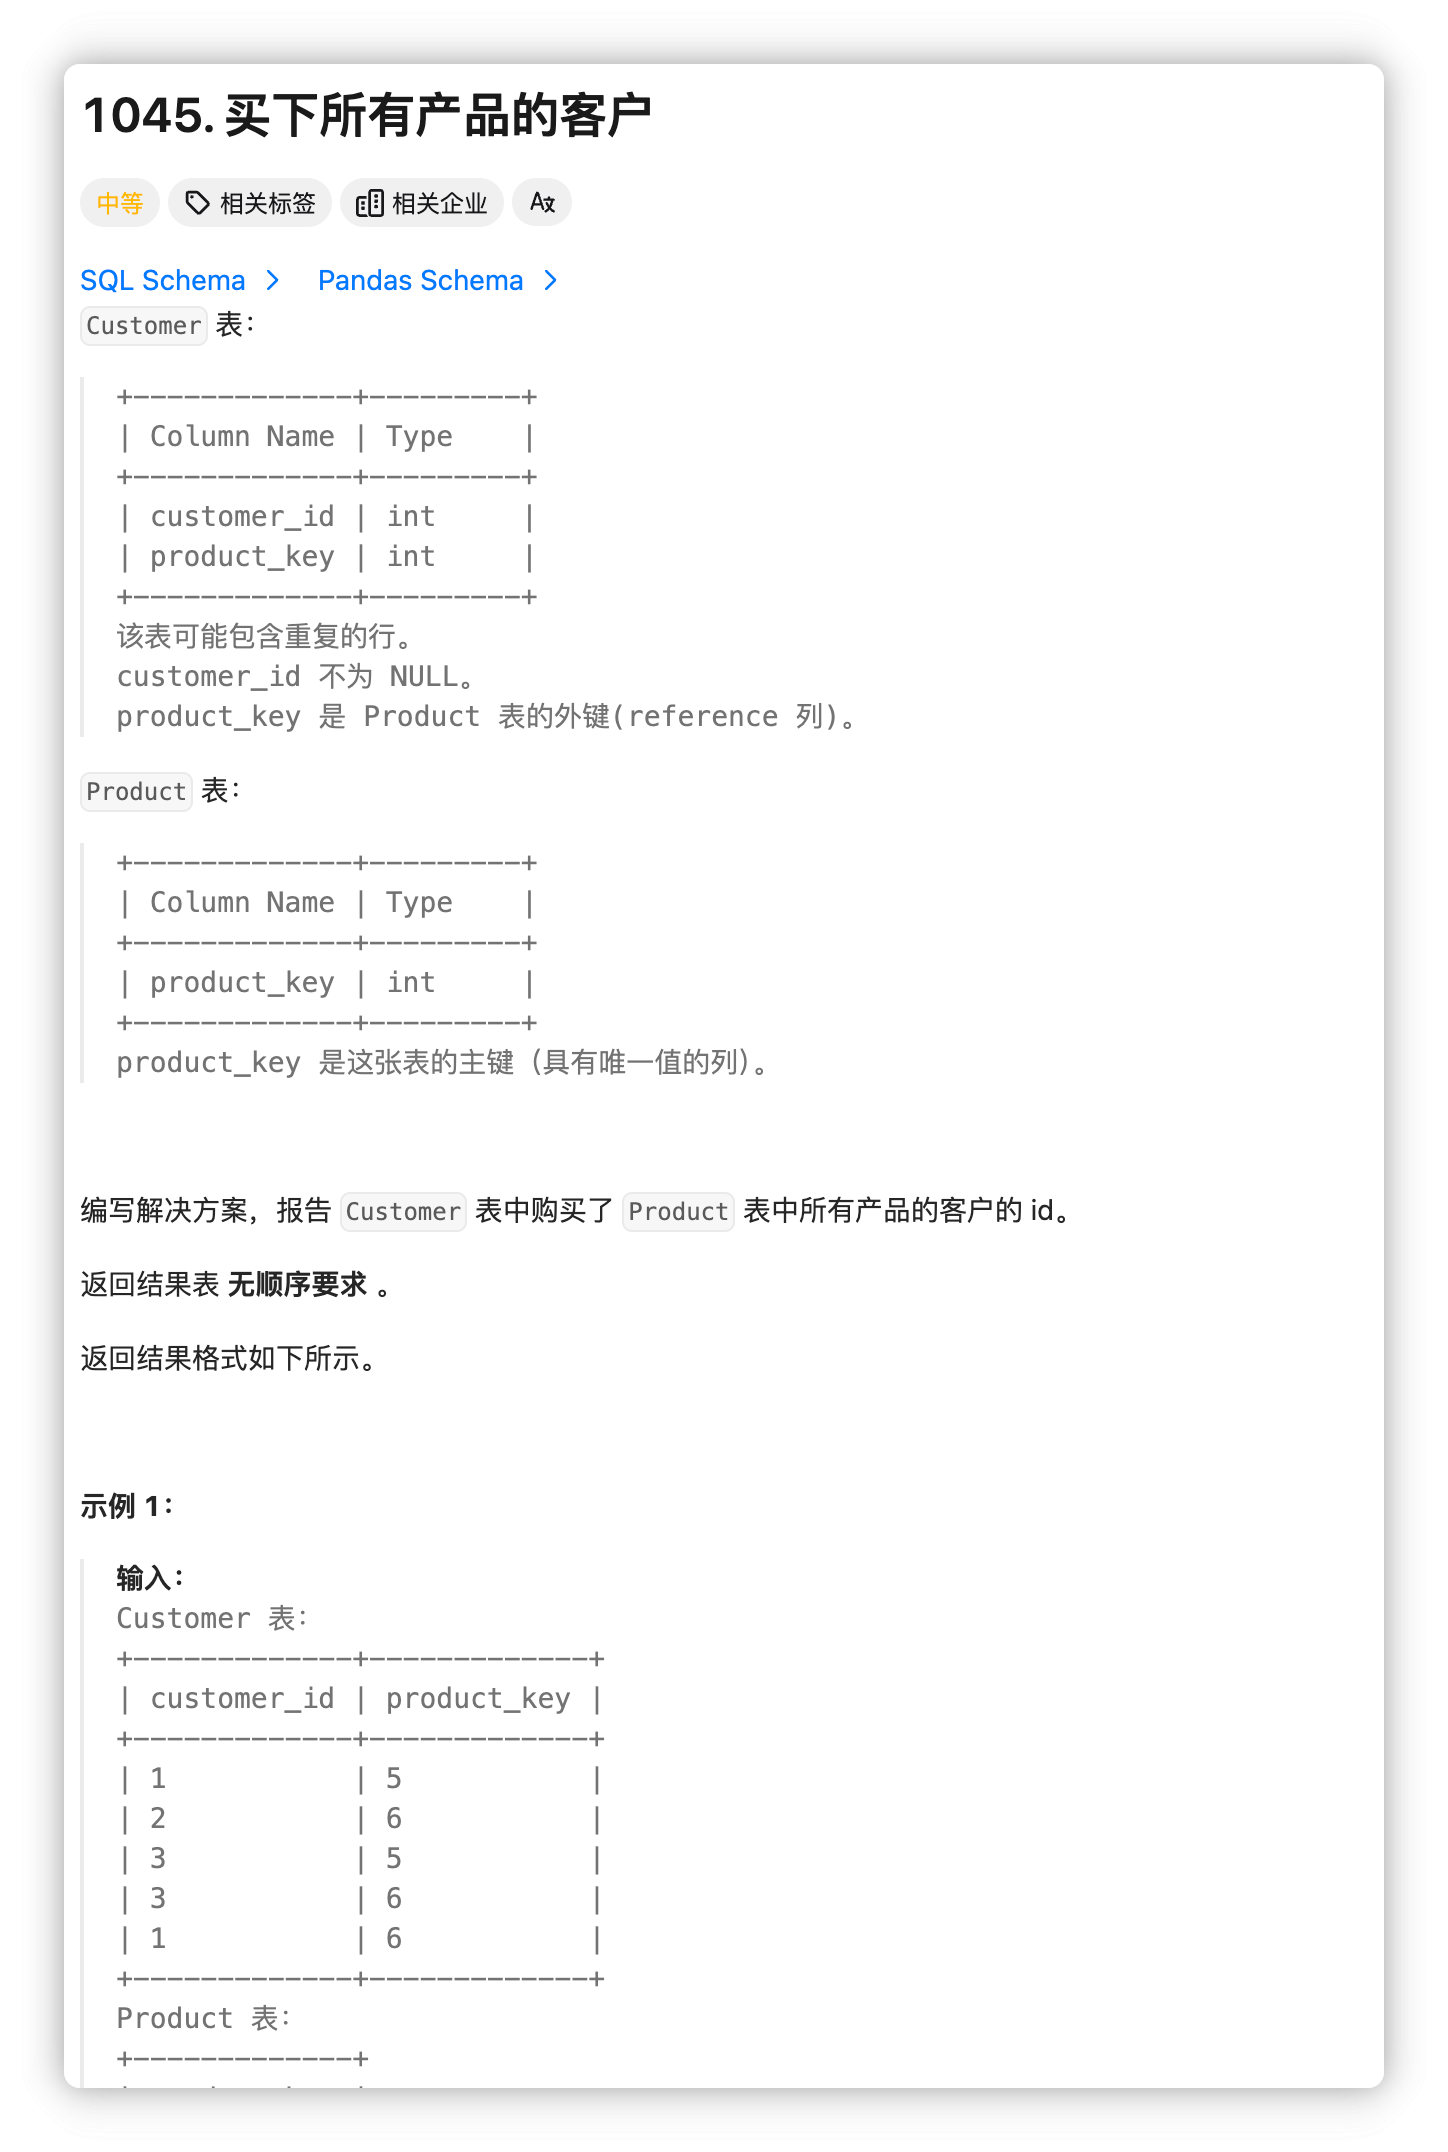 1045. 买下所有产品的客户
中等 相关标签 相关企业
SQL Schema Pandas Schema
Customer 表：
+-------------+---------+
| Column Name | Type    |
+-------------+---------+
| customer_id | int     |
| product_key | int     |
+-------------+---------+
该表可能包含重复的行。
customer_id 不为 NULL。
product_key 是 Product 表的外键(reference 列)。
Product 表：
+-------------+---------+
| Column Name | Type    |
+-------------+---------+
| product_key | int     |
+-------------+---------+
product_key 是这张表的主键（具有唯一值的列）。
编写解决方案，报告 Customer 表中购买了 Product 表中所有产品的客户的 id。
返回结果表 无顺序要求 。
返回结果格式如下所示。
示例 1：
输入：
Customer 表：
+-------------+-------------+
| customer_id | product_key |
+-------------+-------------+
| 1           | 5           |
| 2           | 6           |
| 3           | 5           |
| 3           | 6           |
| 1           | 6           |
+-------------+-------------+
Product 表：
+-------------+